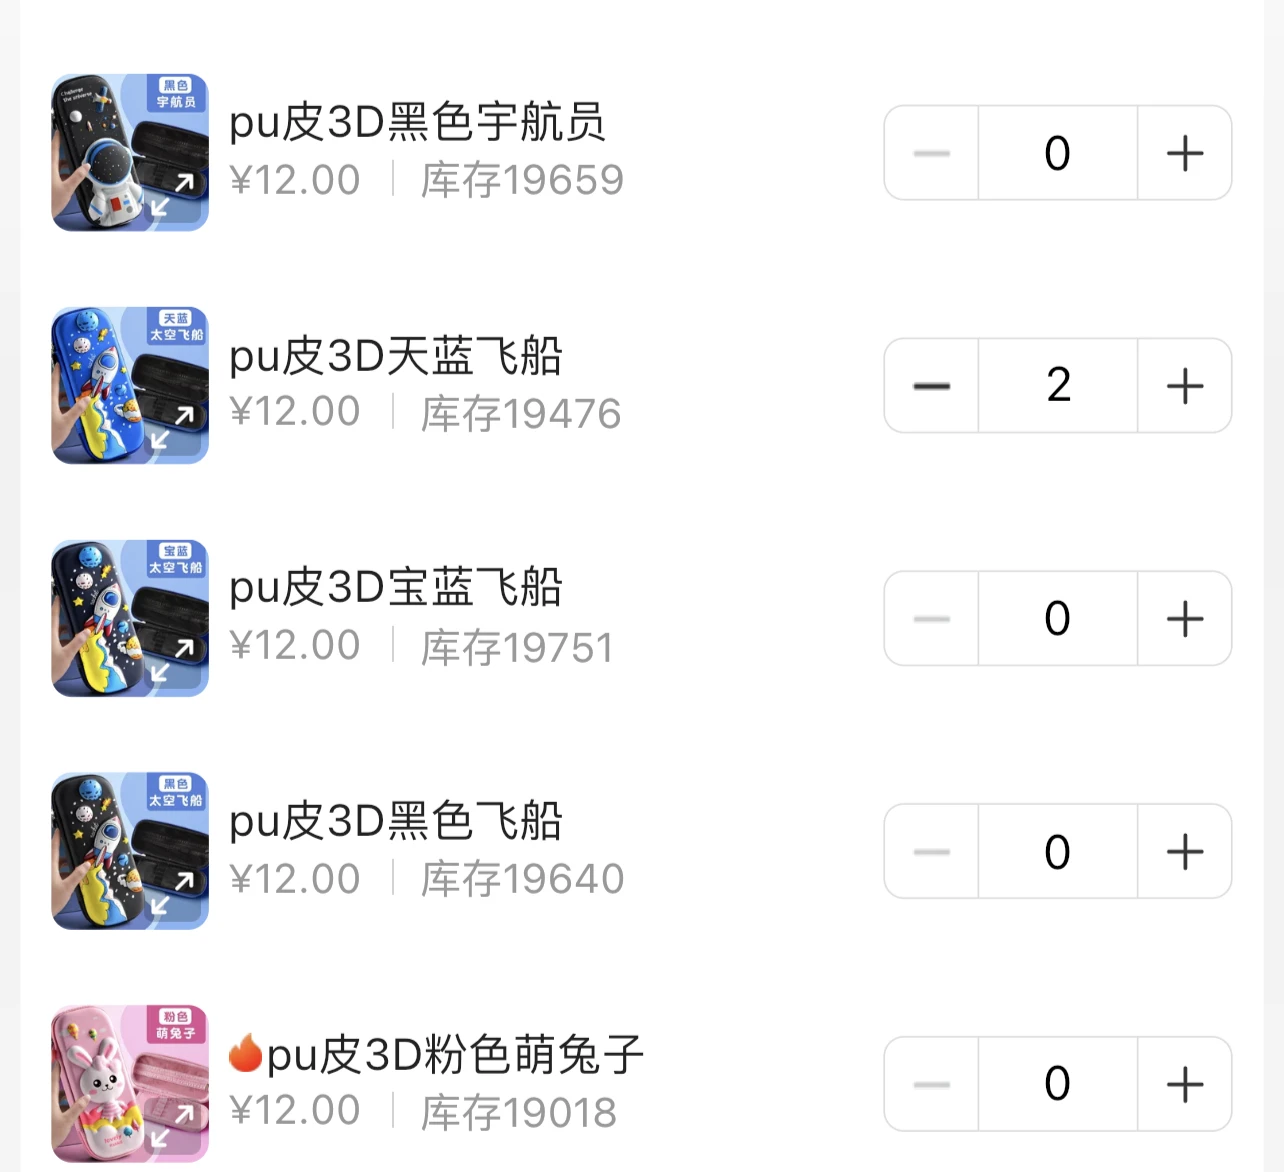 黑色
宇航员
Challenge
the universe
pu皮3D黑色宇航员
¥12.00 库存19659
0
天蓝
太空飞船
pu皮3D天蓝飞船
¥12.00 库存19476
2
宝蓝
太空飞船
pu皮3D宝蓝飞船
¥12.00 库存19751
0
黑色
太空飞船
pu皮3D黑色飞船
¥12.00 库存19640
0
粉色
萌兔子
🔥pu皮3D粉色萌兔子
¥12.00 库存19018
0